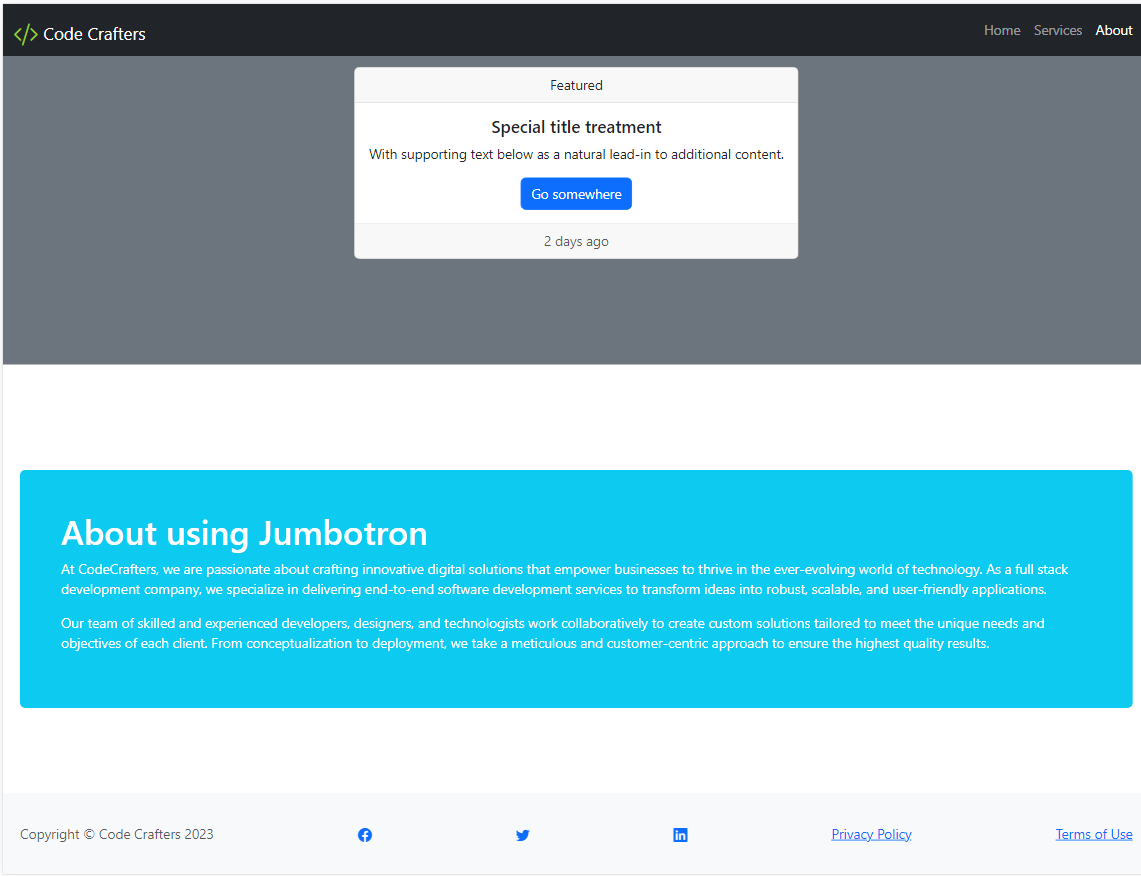 </> Code Crafters
Home Services About
Featured
Special title treatment
With supporting text below as a natural lead-in to additional content.
Go somewhere
2 days ago
About using Jumbotron
At CodeCrafters, we are passionate about crafting innovative digital solutions that empower businesses to thrive in the ever-evolving world of technology. As a full stack
development company, we specialize in delivering end-to-end software development services to transform ideas into robust, scalable, and user-friendly applications.
Our team of skilled and experienced developers, designers, and technologists work collaboratively to create custom solutions tailored to meet the unique needs and
objectives of each client. From conceptualization to deployment, we take a meticulous and customer-centric approach to ensure the highest quality results.
Copyright © Code Crafters 2023
Privacy Policy
Terms of Use